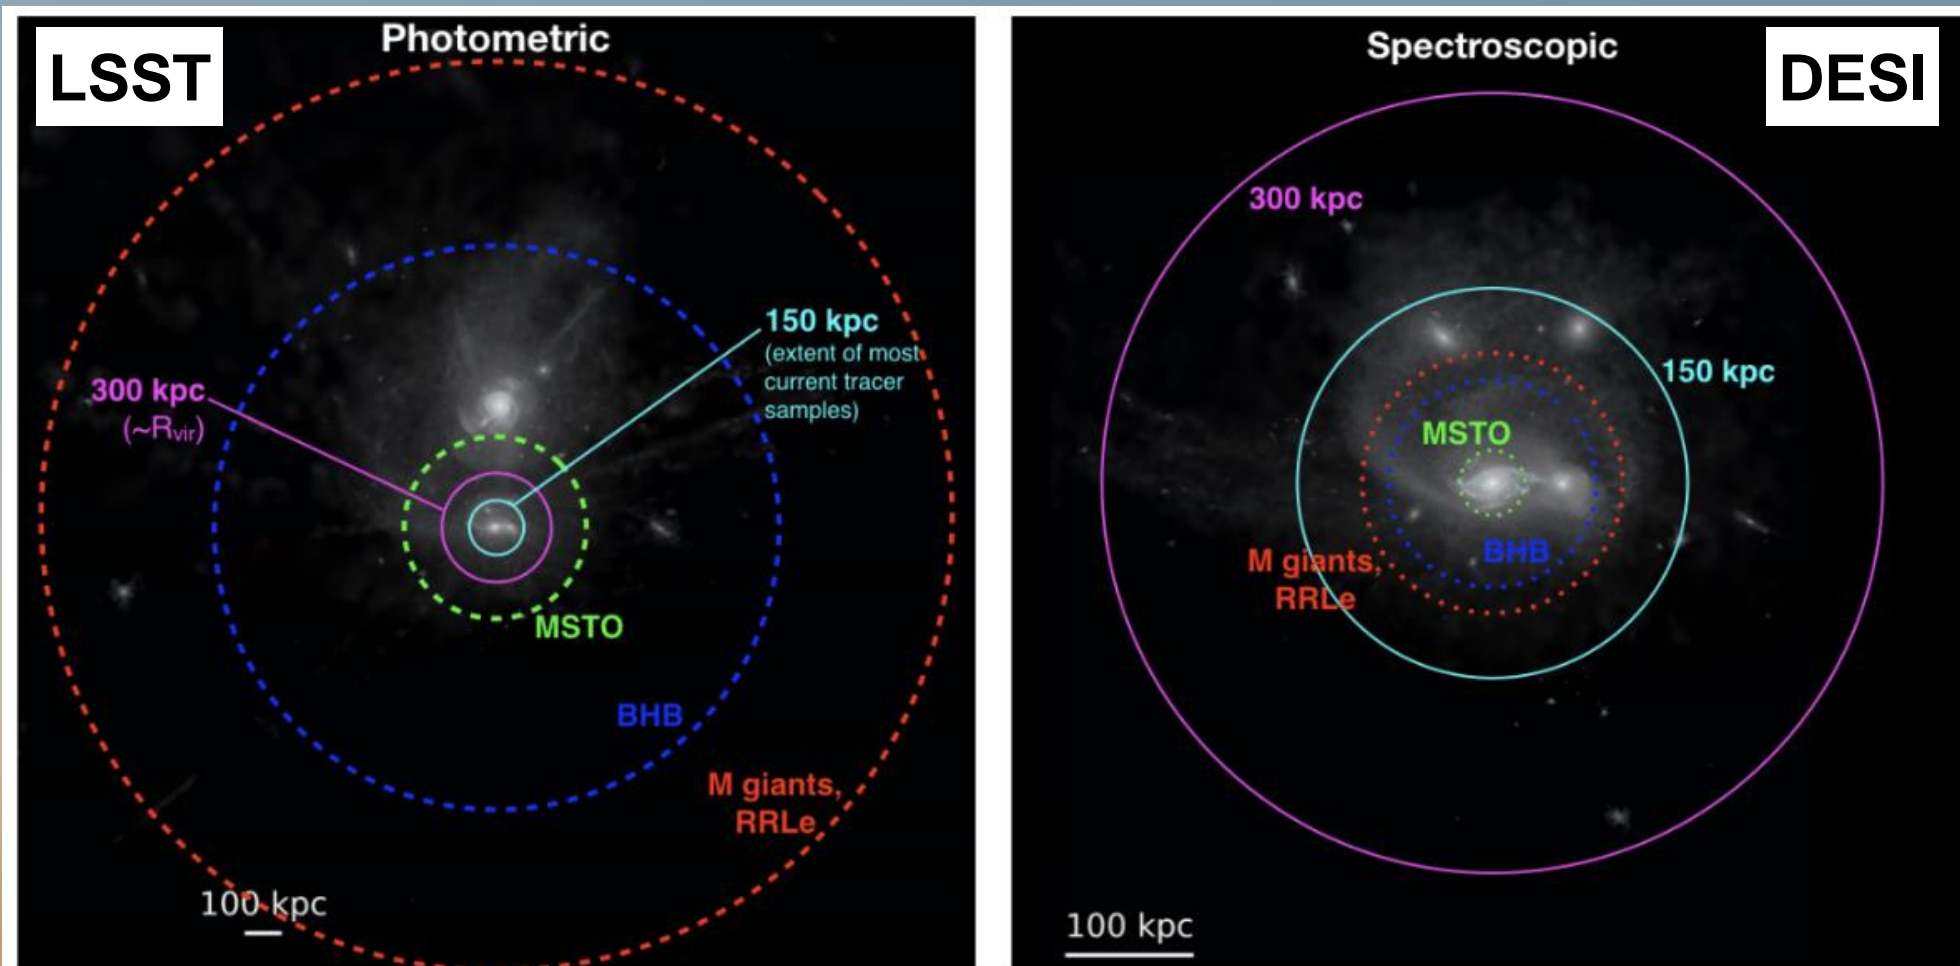 LSST
Photometric
150 kpc
(extent of most
current tracer
samples)
300 kpc
(~Rvir)
MSTO
BHB
M giants,
RRLe
100 kpc
Spectroscopic
DESI
300 kpc
150 kpc
MSTO
BHB
M giants,
RRLe
100 kpc